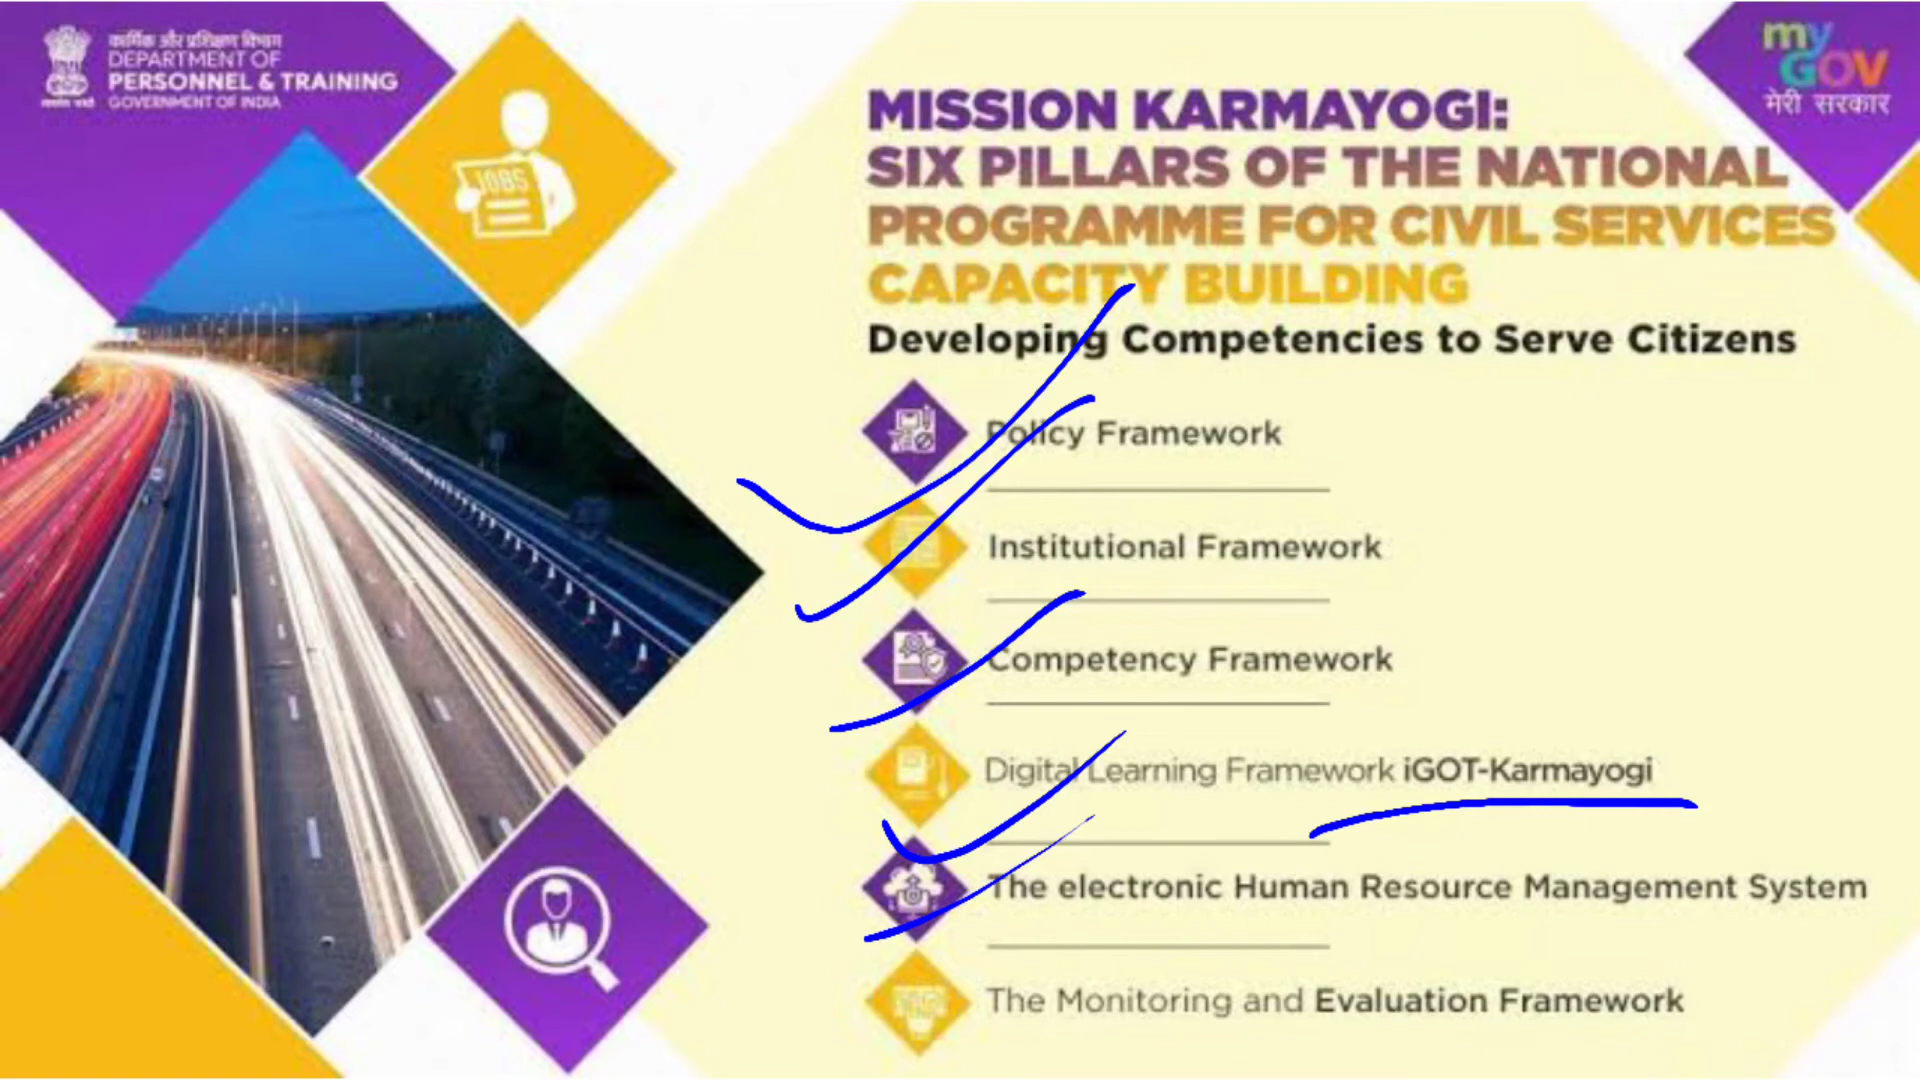 कार्मिक और प्रशिक्षण विभाग
DEPARTMENT OF
PERSONNEL & TRAINING
GOVERNMENT OF INDIA
JOBS
my
GOV
मेरी सरकार
MISSION KARMAYOGI:
SIX PILLARS OF THE NATIONAL
PROGRAMME FOR CIVIL SERVICES
CAPACITY BUILDING
Developing Competencies to Serve Citizens
Policy Framework
Institutional Framework
Competency Framework
Digital Learning Framework iGOT-Karmayogi
The electronic Human Resource Management System
The Monitoring and Evaluation Framework